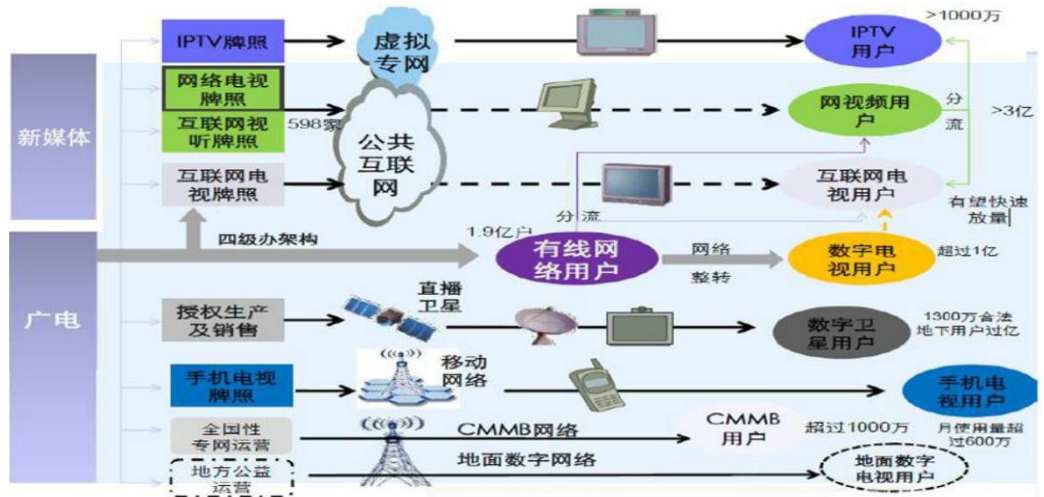 >1000万
IPTV牌照
虚拟
专网
IPTV
用户
网络电视
牌照
互联网视
听牌照
598家
公共
互联
网
网视频用
户
分
流
>3亿
新媒体
互联网电
视牌照
互联网电
视用户
有望快速
放量
分流
四级办架构
1.9亿户
有线网
络用户
网络
整转
数字电
视用户
超过1亿
广电
授权生产
及销售
直播
卫星
数字卫
星用户
1300万合法
地下用户过亿
手机电视
牌照
移动
网络
手机电
视用户
月使用量超
过600万
全国性
专网运营
CMMB网络
CMMB
用户
超过1000万
地方公益
运营
地面数字网络
地面数字
电视用户